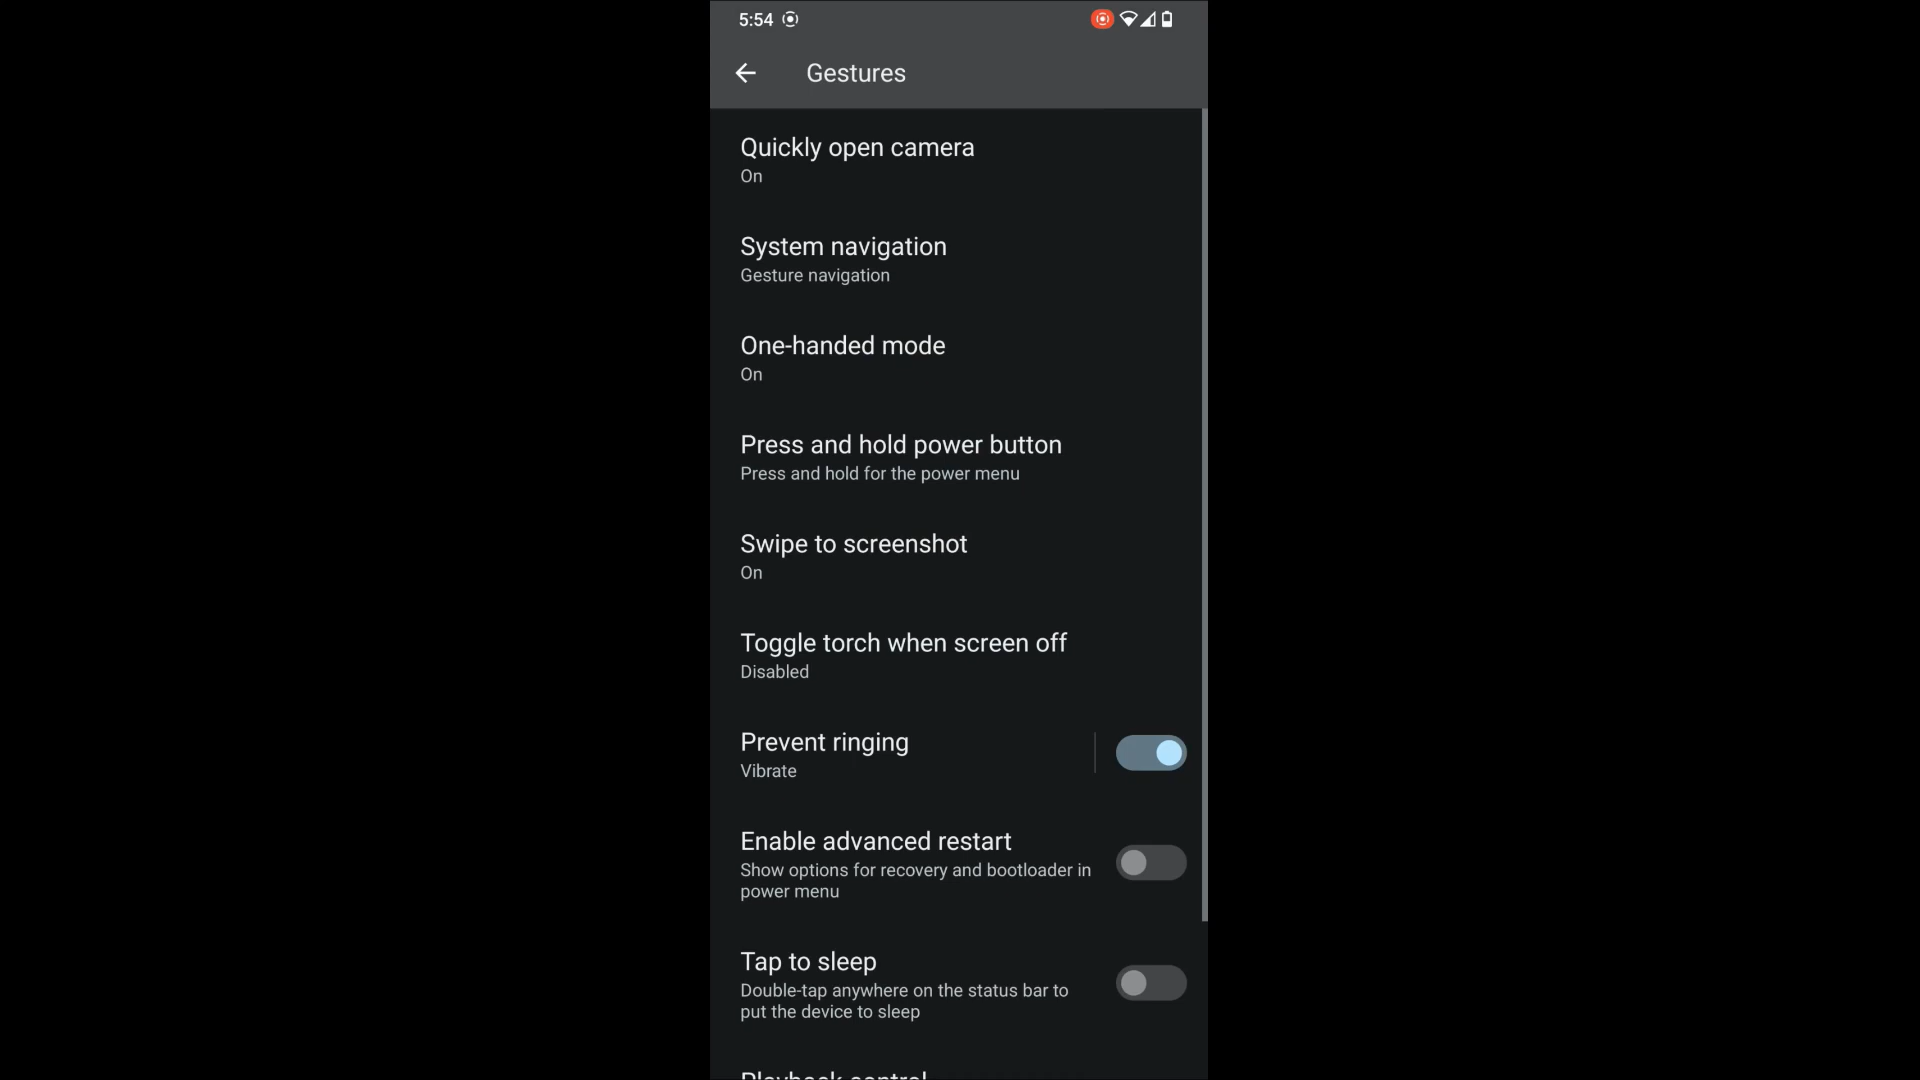 5:54
Gestures
Quickly open camera
On
System navigation
Gesture navigation
One-handed mode
On
Press and hold power button
Press and hold for the power menu
Swipe to screenshot
On
Toggle torch when screen off
Disabled
Prevent ringing
Vibrate
Enable advanced restart
Show options for recovery and bootloader in
power menu
Tap to sleep
Double-tap anywhere on the status bar to
put the device to sleep
Playback control